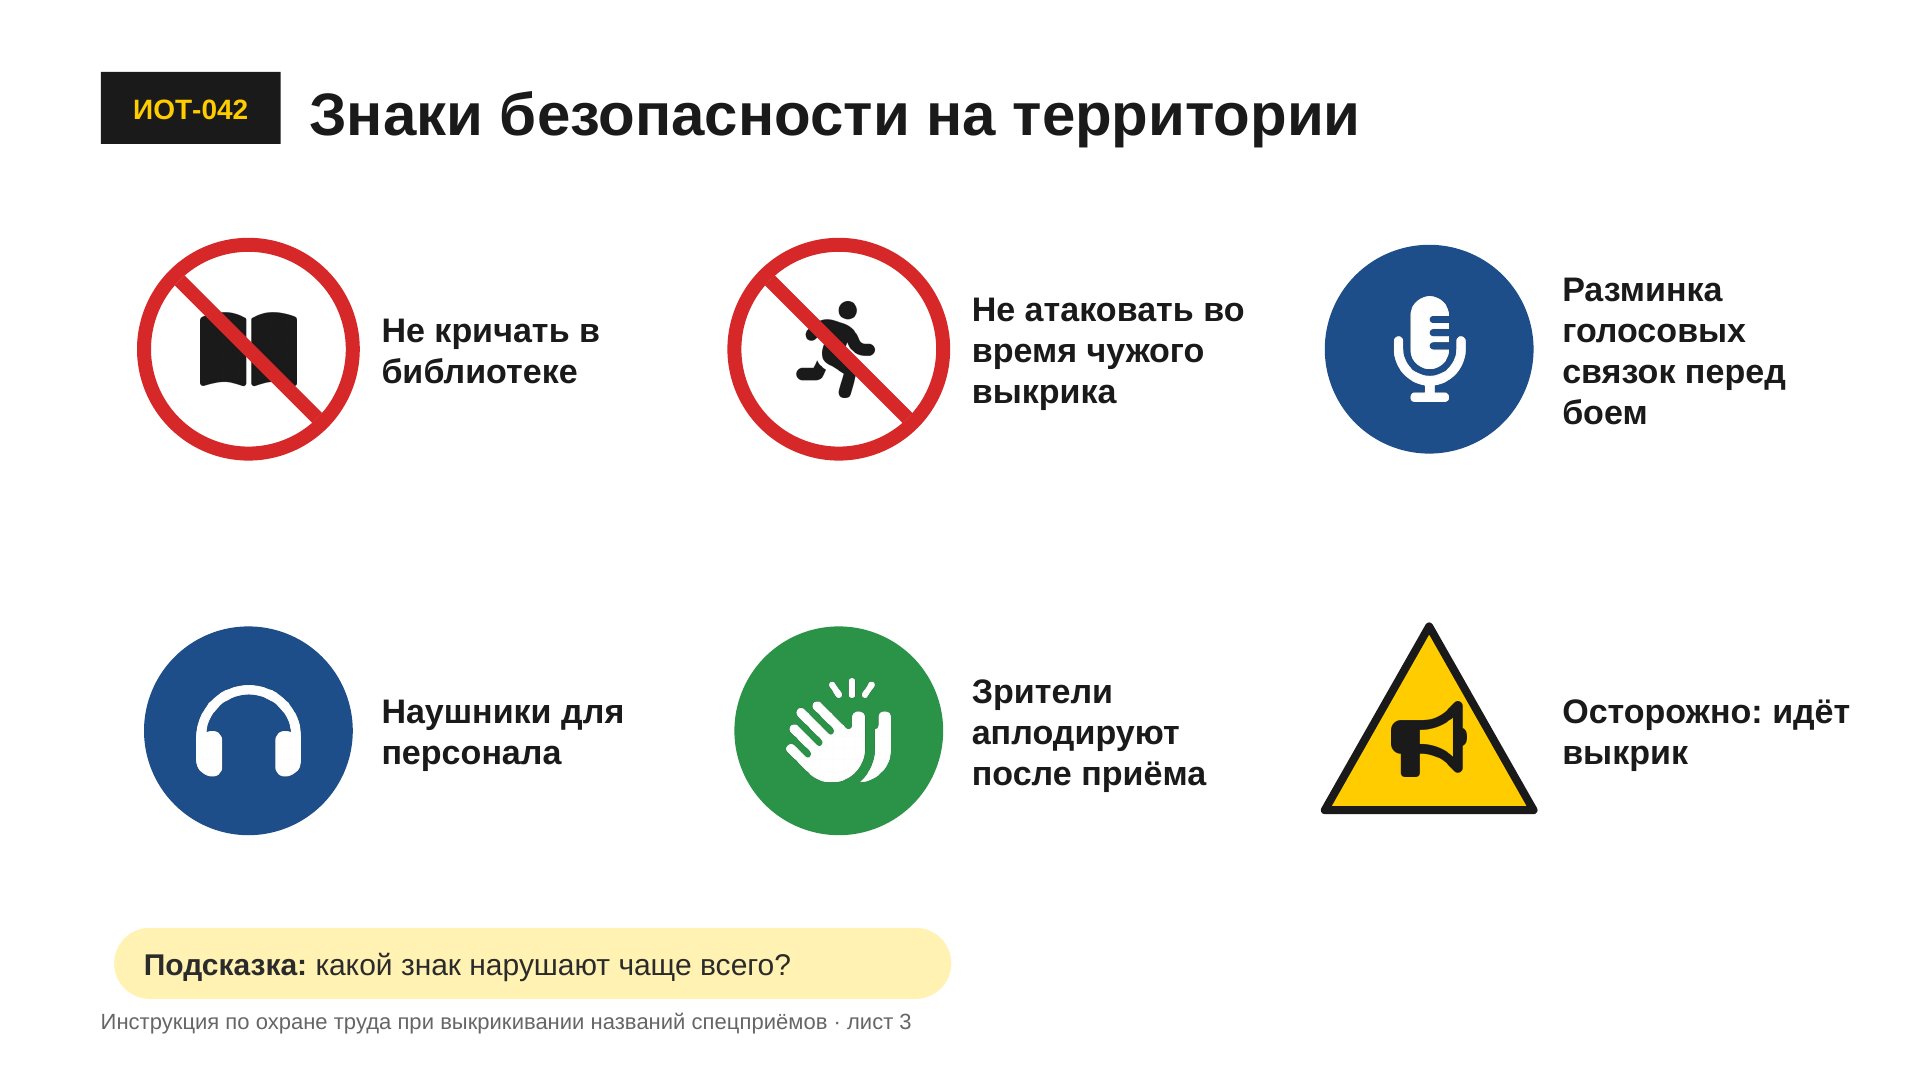 ИОТ-042
Знаки безопасности на территории
Не кричать в
библиотеке
Не атаковать во
время чужого
выкрика
Разминка
голосовых
связок перед
боем
Наушники для
персонала
Зрители
аплодируют
после приёма
Осторожно: идёт
выкрик
Подсказка: какой знак нарушают чаще всего?
Инструкция по охране труда при выкрикивании названий спецприёмов · лист 3